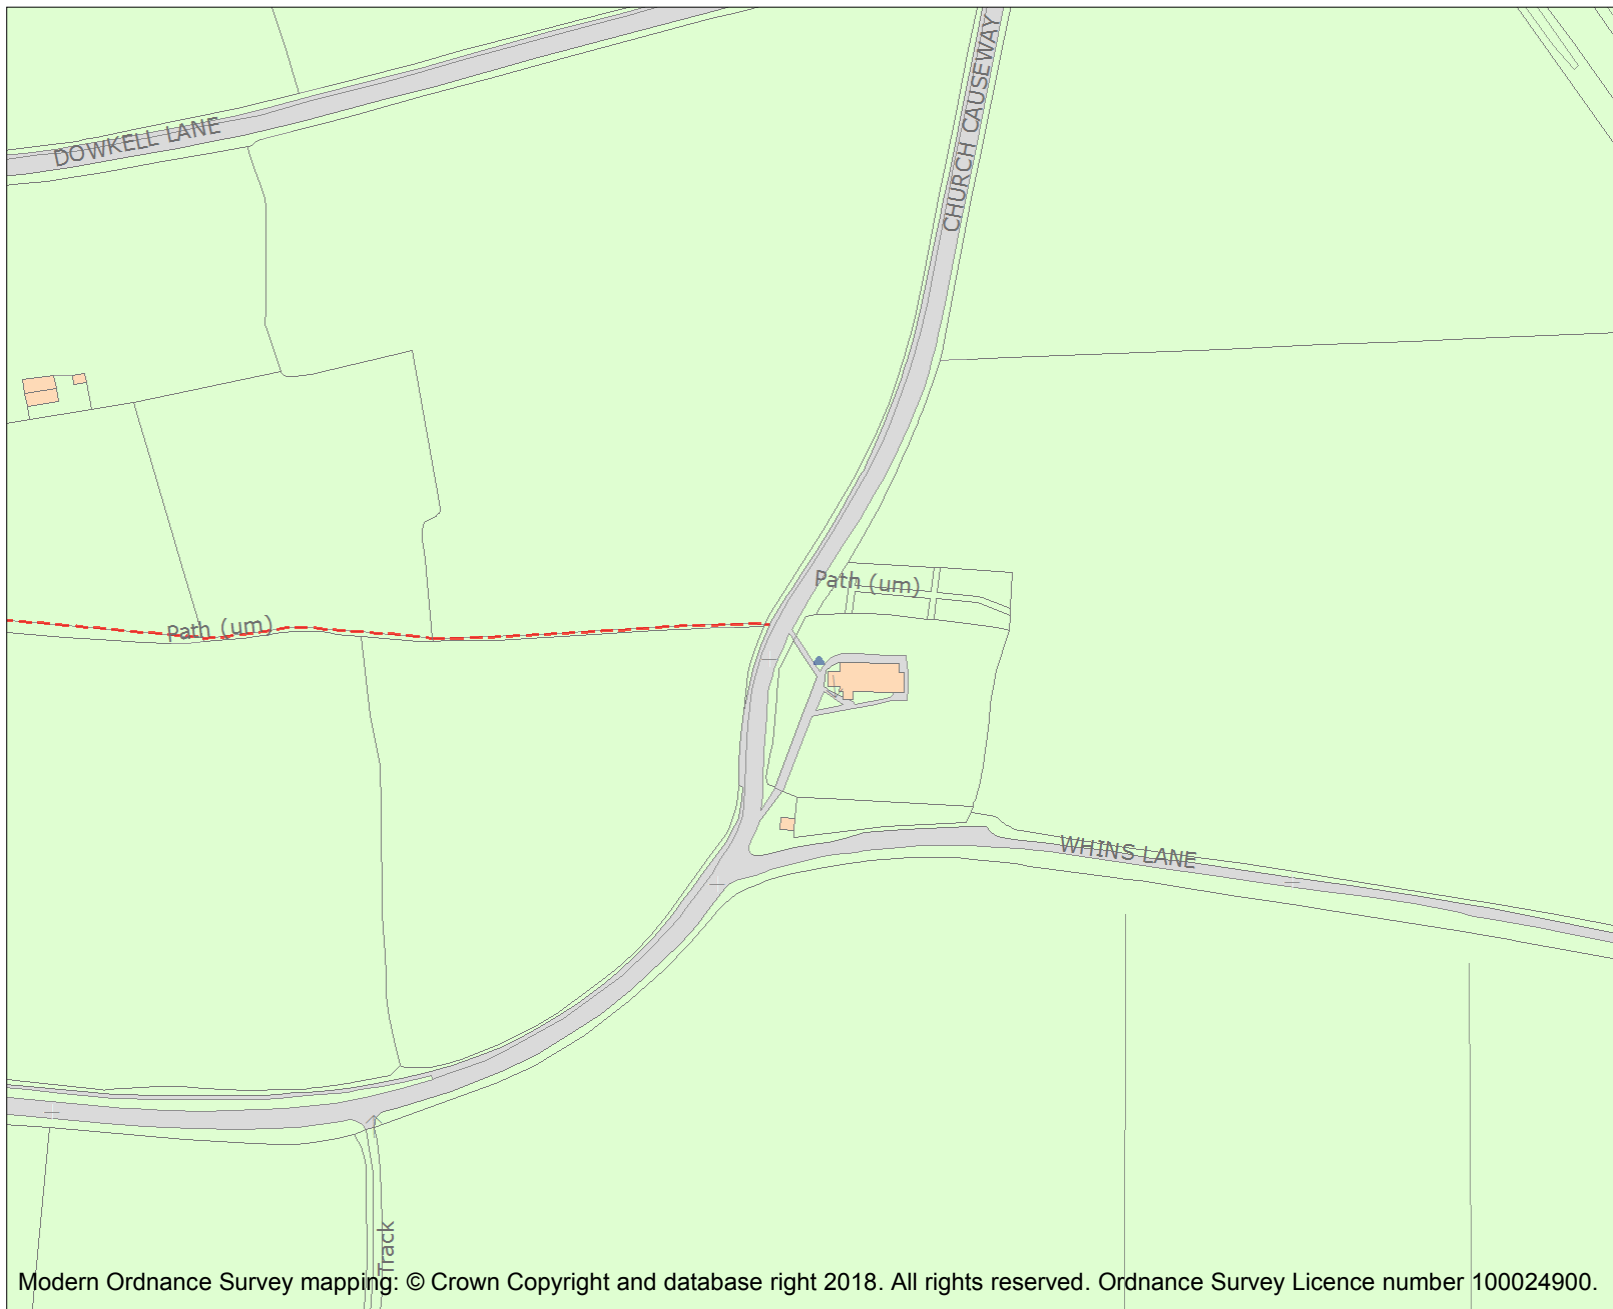 CHURCH CAUSEWAY
DOWKELL LANE
Path (um)
Path (um)
WHINS LANE
Track
Modern Ordnance Survey mapping: © Crown Copyright and database right 2018. All rights reserved. Ordnance Survey Licence number 100024900.